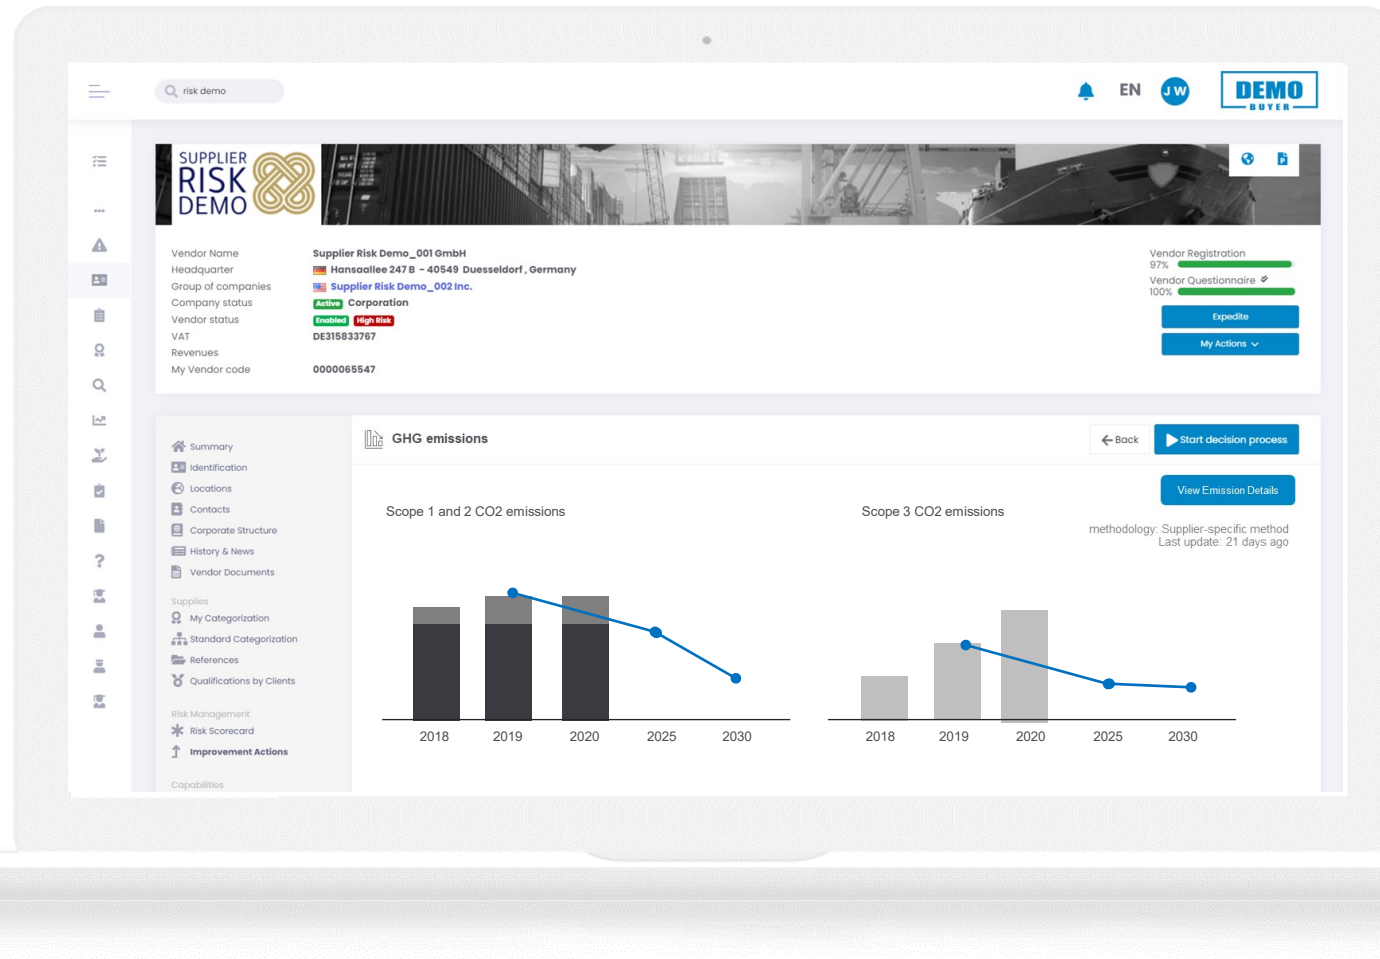 risk demo
EN
JW
DEMO
BUYER
SUPPLIER
RISK
DEMO
Vendor Name Supplier Risk Demo_001 GmbH
Headquarter Hansaallee 247 B - 40549 Duesseldorf , Germany
Group of companies Supplier Risk Demo_002 Inc.
Company status Active Corporation
Vendor status Enabled High Risk
VAT DE315833767
Revenues
My Vendor code 0000065547
Vendor Registration
97%
Vendor Questionnaire
100%
Expedite
My Actions
Summary
Identification
Locations
Contacts
Corporate Structure
History & News
Vendor Documents
Supplies
My Categorization
Standard Categorization
References
Qualifications by Clients
Risk Management
Risk Scorecard
Improvement Actions
Capabilities
GHG emissions
Back
Start decision process
View Emission Details
Scope 1 and 2 CO2 emissions
2018 2019 2020 2025 2030
Scope 3 CO2 emissions
methodology: Supplier-specific method
Last update: 21 days ago
2018 2019 2020 2025 2030